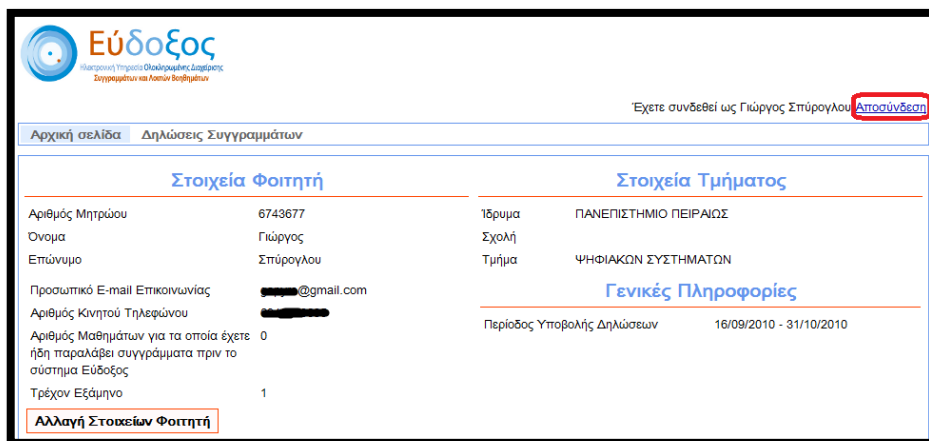 Εύδοξος
Ηλεκτρονική Υπηρεσία Ολοκληρωμένης Διαχείρισης
Συγγραμμάτων και Λοιπών Βοηθημάτων
Έχετε συνδεθεί ως Γιώργος Σπύρογλου Αποσύνδεση
Αρχική σελίδα Δηλώσεις Συγγραμμάτων
Στοιχεία Φοιτητή
Αριθμός Μητρώου 6743677
Όνομα Γιώργος
Επώνυμο Σπύρογλου
Προσωπικό E-mail Επικοινωνίας @gmail.com
Αριθμός Κινητού Τηλεφώνου
Αριθμός Μαθημάτων για τα οποία έχετε 0
ήδη παραλάβει συγγράμματα πριν το
σύστημα Εύδοξος
Τρέχον Εξάμηνο 1
Αλλαγή Στοιχείων Φοιτητή
Στοιχεία Τμήματος
Ίδρυμα ΠΑΝΕΠΙΣΤΗΜΙΟ ΠΕΙΡΑΙΩΣ
Σχολή
Τμήμα ΨΗΦΙΑΚΩΝ ΣΥΣΤΗΜΑΤΩΝ
Γενικές Πληροφορίες
Περίοδος Υποβολής Δηλώσεων 16/09/2010 - 31/10/2010